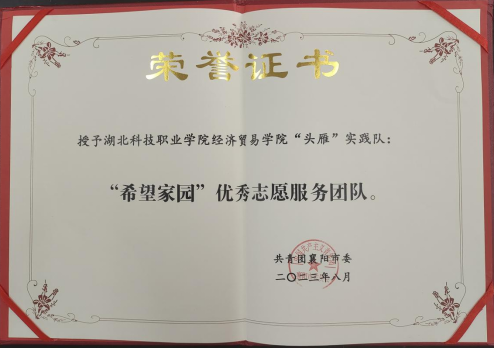 荣誉证书
授予湖北科技职业学院经济贸易学院“头雁”实践队：
“希望家园”优秀志愿服务团队。
共青团襄阳市委
二〇二三年八月